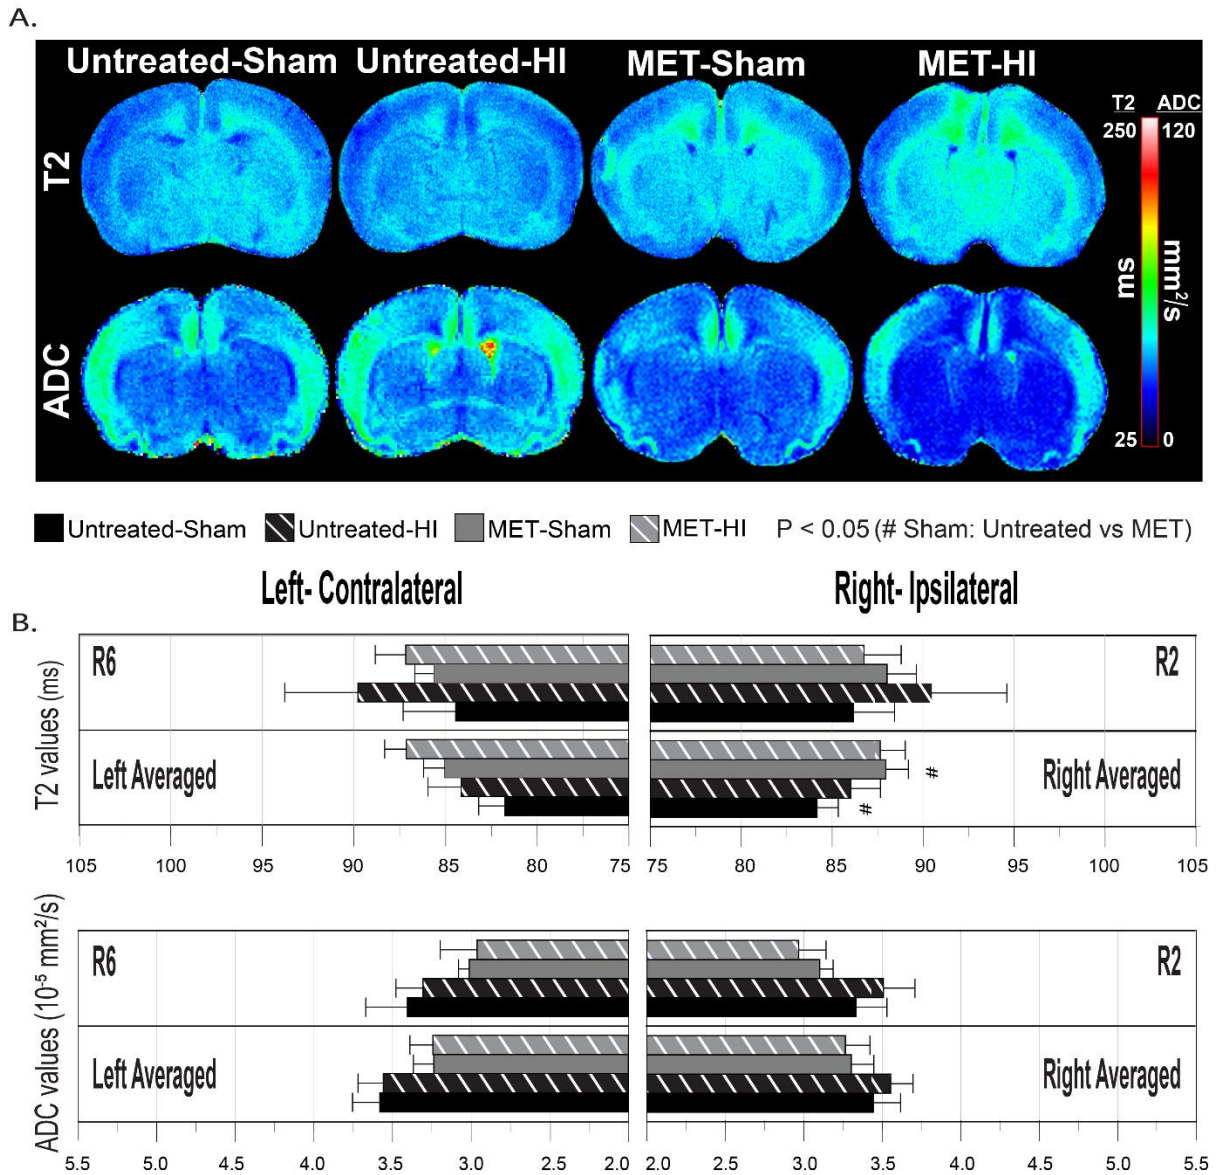 A.
Untreated-Sham Untreated-HI MET-Sham MET-HI
T2 ADC
250 120
T2
ms mm²/s
ADC
25 0
Untreated-Sham Untreated-HI MET-Sham MET-HI P < 0.05 (# Sham: Untreated vs MET)
Left- Contralateral Right- Ipsilateral
B.
T2 values (ms)
R6 R2
Left Averaged Right Averaged
#
#
105 100 95 90 85 80 75 75 80 85 90 95 100 105
ADC values (10⁻⁵ mm²/s)
R6 R2
Left Averaged Right Averaged
5.5 5.0 4.5 4.0 3.5 3.0 2.5 2.0 2.0 2.5 3.0 3.5 4.0 4.5 5.0 5.5